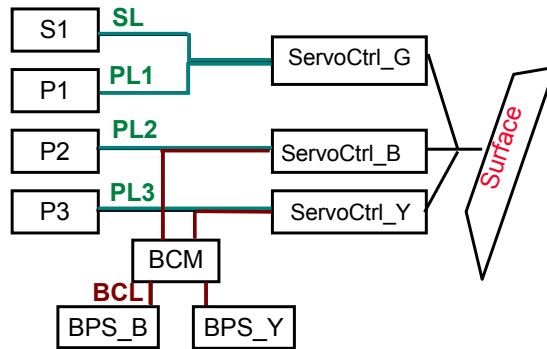 S1
SL
ServoCtrl_G
P1
PL1
P2
PL2
ServoCtrl_B
Surface
P3
PL3
ServoCtrl_Y
BCM
BCL
BPS_B
BPS_Y